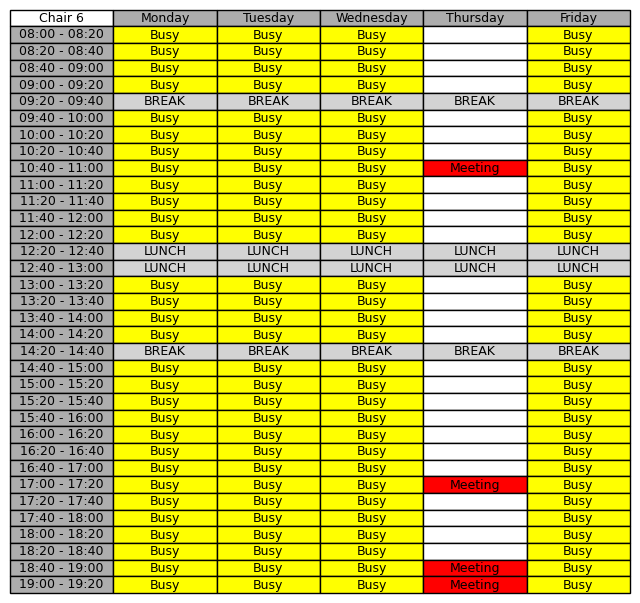 Chair 6 Monday Tuesday Wednesday Thursday Friday
08:00 - 08:20 Busy Busy Busy Busy
08:20 - 08:40 Busy Busy Busy Busy
08:40 - 09:00 Busy Busy Busy Busy
09:00 - 09:20 Busy Busy Busy Busy
09:20 - 09:40 BREAK BREAK BREAK BREAK BREAK
09:40 - 10:00 Busy Busy Busy Busy
10:00 - 10:20 Busy Busy Busy Busy
10:20 - 10:40 Busy Busy Busy Busy
10:40 - 11:00 Busy Busy Busy Meeting Busy
11:00 - 11:20 Busy Busy Busy Busy
11:20 - 11:40 Busy Busy Busy Busy
11:40 - 12:00 Busy Busy Busy Busy
12:00 - 12:20 Busy Busy Busy Busy
12:20 - 12:40 LUNCH LUNCH LUNCH LUNCH LUNCH
12:40 - 13:00 LUNCH LUNCH LUNCH LUNCH LUNCH
13:00 - 13:20 Busy Busy Busy Busy
13:20 - 13:40 Busy Busy Busy Busy
13:40 - 14:00 Busy Busy Busy Busy
14:00 - 14:20 Busy Busy Busy Busy
14:20 - 14:40 BREAK BREAK BREAK BREAK BREAK
14:40 - 15:00 Busy Busy Busy Busy
15:00 - 15:20 Busy Busy Busy Busy
15:20 - 15:40 Busy Busy Busy Busy
15:40 - 16:00 Busy Busy Busy Busy
16:00 - 16:20 Busy Busy Busy Busy
16:20 - 16:40 Busy Busy Busy Busy
16:40 - 17:00 Busy Busy Busy Busy
17:00 - 17:20 Busy Busy Busy Meeting Busy
17:20 - 17:40 Busy Busy Busy Busy
17:40 - 18:00 Busy Busy Busy Busy
18:00 - 18:20 Busy Busy Busy Busy
18:20 - 18:40 Busy Busy Busy Busy
18:40 - 19:00 Busy Busy Busy Meeting Busy
19:00 - 19:20 Busy Busy Busy Meeting Busy